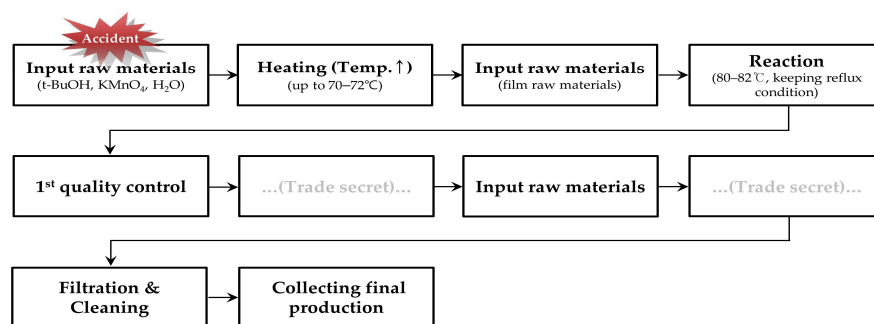 Accident
Input raw materials
(t-BuOH, KMnO₄, H₂O)
Heating (Temp.↑)
(up to 70–72℃)
Input raw materials
(film raw materials)
Reaction
(80–82℃, keeping reflux
condition)
1st quality control
...(Trade secret)...
Input raw materials
...(Trade secret)...
Filtration &
Cleaning
Collecting final
production